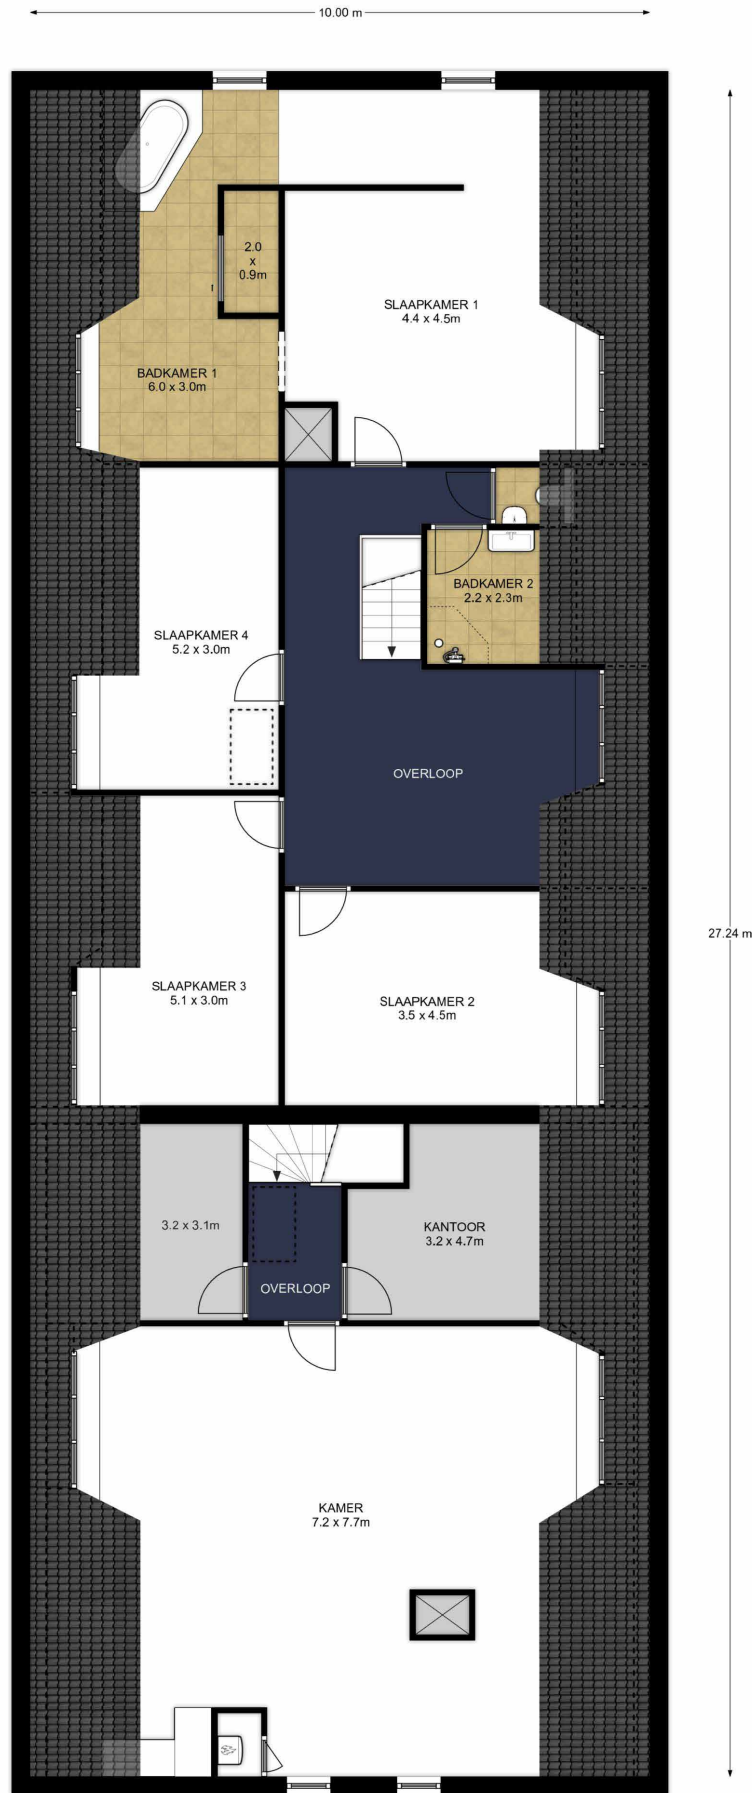 10.00 m
2.0
x
0.9m
SLAAPKAMER 1
4.4 x 4.5m
BADKAMER 1
6.0 x 3.0m
BADKAMER 2
2.2 x 2.3m
SLAAPKAMER 4
5.2 x 3.0m
OVERLOOP
27.24 m
SLAAPKAMER 3
5.1 x 3.0m
SLAAPKAMER 2
3.5 x 4.5m
3.2 x 3.1m
KANTOOR
3.2 x 4.7m
OVERLOOP
KAMER
7.2 x 7.7m